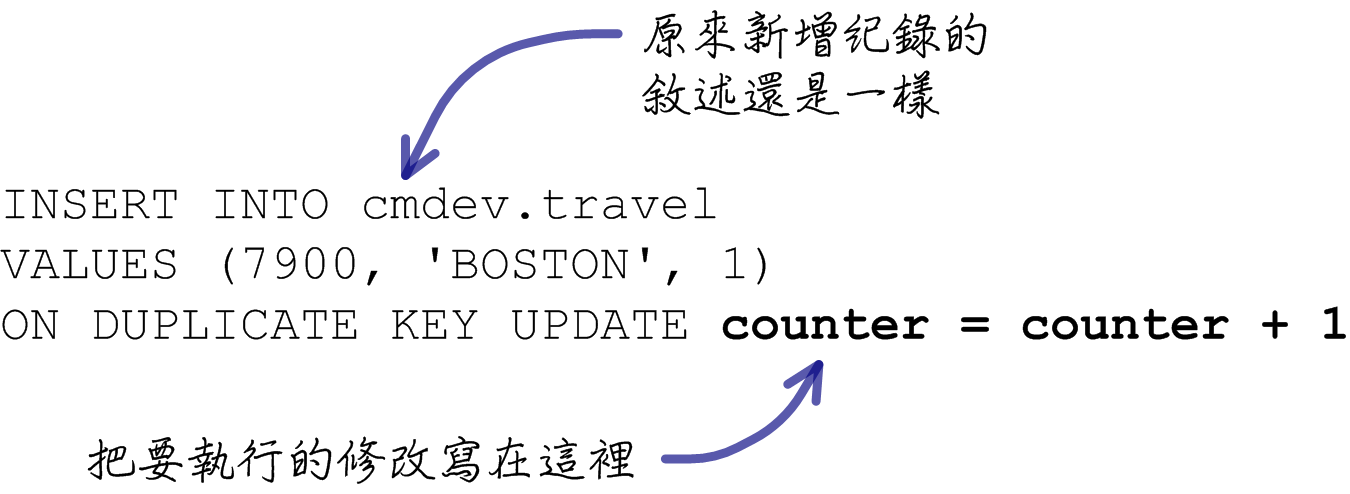 原來新增纪錄的
敘述還是一樣
INSERT INTO cmdev.travel
VALUES (7900, 'BOSTON', 1)
ON DUPLICATE KEY UPDATE counter = counter + 1
把要執行的修改寫在這裡